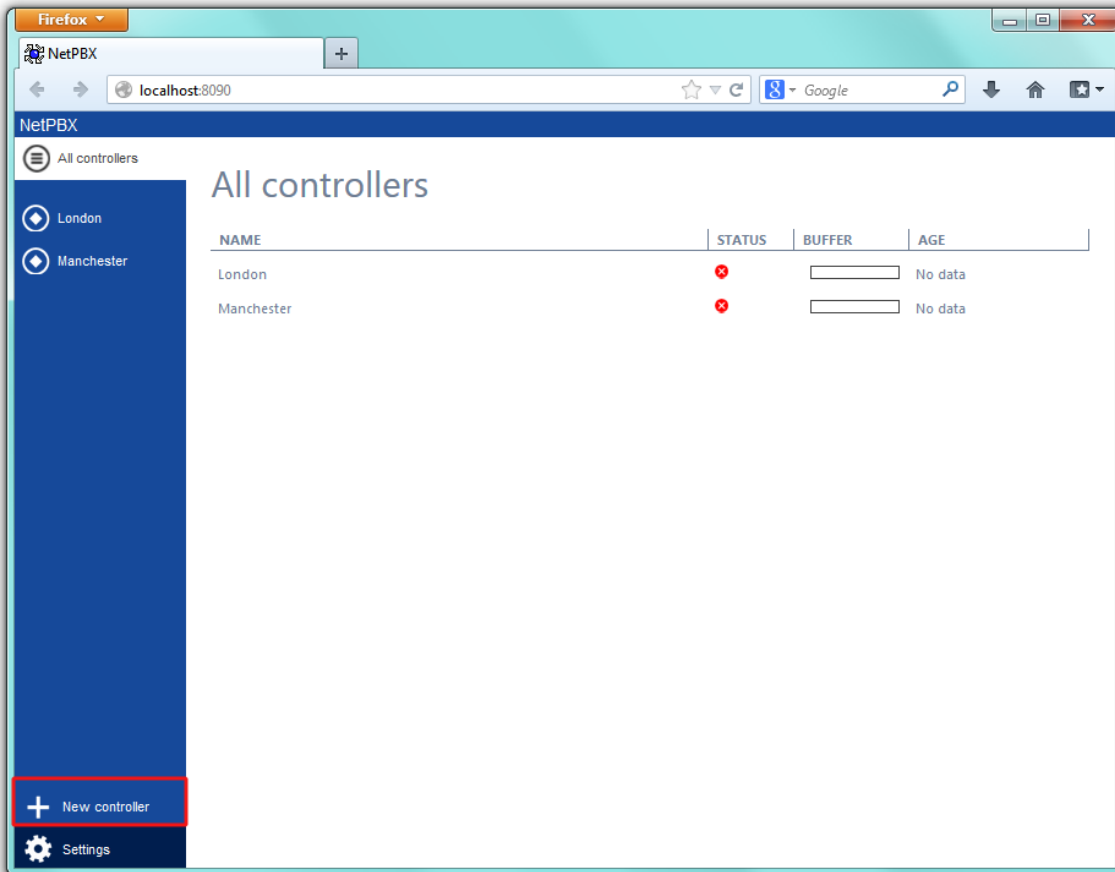 Firefox
NetPBX
localhost:8090
8 Google
NetPBX
All controllers
London
Manchester
All controllers
NAME STATUS BUFFER AGE
London No data
Manchester No data
New controller
Settings